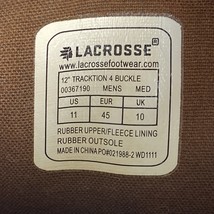 LACROSSE
www.lacrossefootwear.com
12" TRACKTION 4 BUCKLE
00367190 MENS MED
US EUR UK
11 45 10
RUBBER UPPER/FLEECE LINING
RUBBER OUTSOLE
MADE IN CHINA PO#021988-2 WD1111